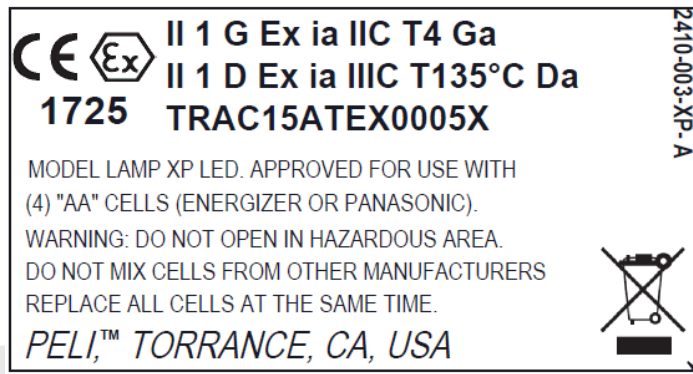 CE Ex II 1 G Ex ia IIC T4 Ga
II 1 D Ex ia IIIC T135°C Da
1725 TRAC15ATEX0005X
MODEL LAMP XP LED. APPROVED FOR USE WITH
(4) "AA" CELLS (ENERGIZER OR PANASONIC).
WARNING: DO NOT OPEN IN HAZARDOUS AREA.
DO NOT MIX CELLS FROM OTHER MANUFACTURERS
REPLACE ALL CELLS AT THE SAME TIME.
PELI,™ TORRANCE, CA, USA
2410-003-XP- A